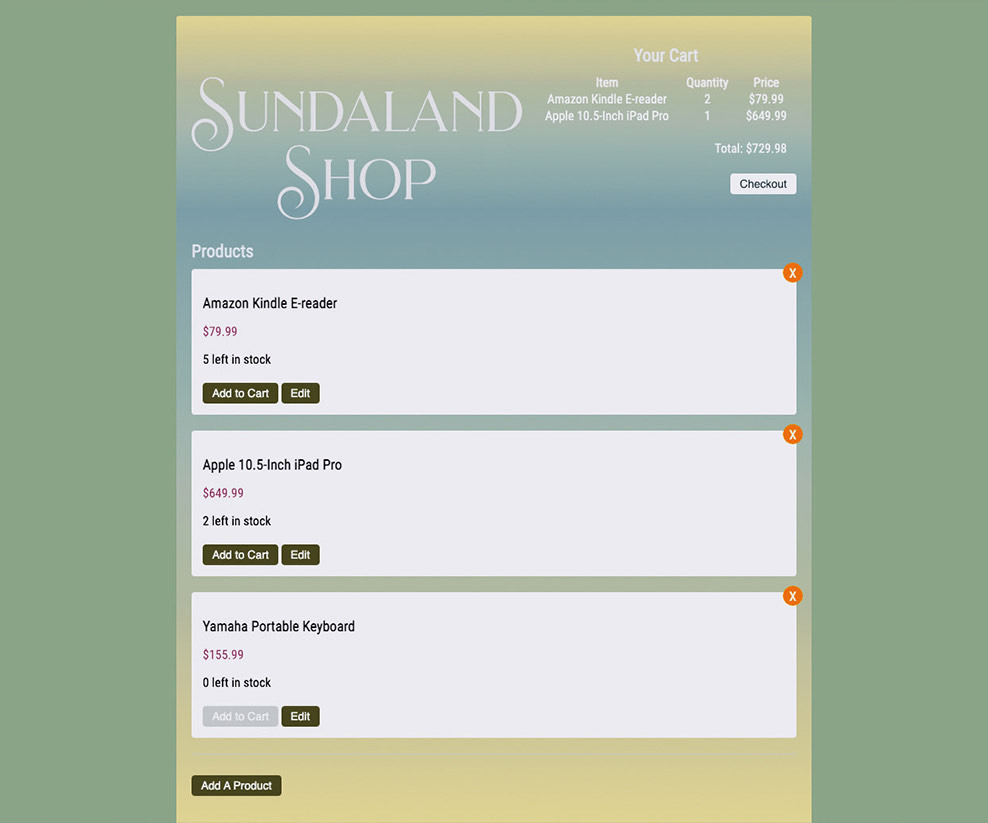 Sundaland
Shop
Your Cart
Item Quantity Price
Amazon Kindle E-reader 2 $79.99
Apple 10.5-Inch iPad Pro 1 $649.99
Total: $729.98
Checkout
Products
X
Amazon Kindle E-reader
$79.99
5 left in stock
Add to Cart Edit
X
Apple 10.5-Inch iPad Pro
$649.99
2 left in stock
Add to Cart Edit
X
Yamaha Portable Keyboard
$155.99
0 left in stock
Add to Cart Edit
Add A Product